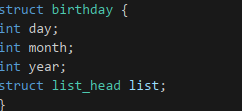 struct birthday {
int day;
int month;
int year;
struct list_head list;
}